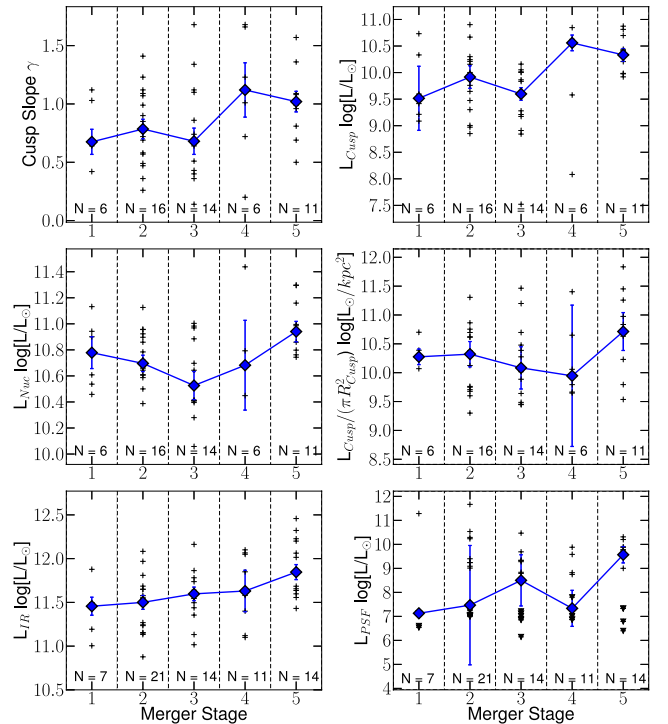 Cusp Slope γ
1.5
1.0
0.5
0.0
N = 6 N = 16 N = 14 N = 6 N = 11
1 2 3 4 5
L_Cusp log[L/L⊙]
11.0
10.5
10.0
9.5
9.0
8.5
8.0
7.5
N = 6 N = 16 N = 14 N = 6 N = 11
1 2 3 4 5
L_Nuc log[L/L⊙]
11.4
11.2
11.0
10.8
10.6
10.4
10.2
10.0
N = 6 N = 16 N = 14 N = 6 N = 11
1 2 3 4 5
L_Cusp/(πR²_Cusp) log[L⊙/kpc²]
12.0
11.5
11.0
10.5
10.0
9.5
9.0
8.5
N = 6 N = 16 N = 14 N = 6 N = 11
1 2 3 4 5
L_IR log[L/L⊙]
12.5
12.0
11.5
11.0
10.5
N = 7 N = 21 N = 14 N = 11 N = 14
1 2 3 4 5
Merger Stage
L_PSF log[L/L⊙]
12
11
10
9
8
7
6
5
4
N = 7 N = 21 N = 14 N = 11 N = 14
1 2 3 4 5
Merger Stage